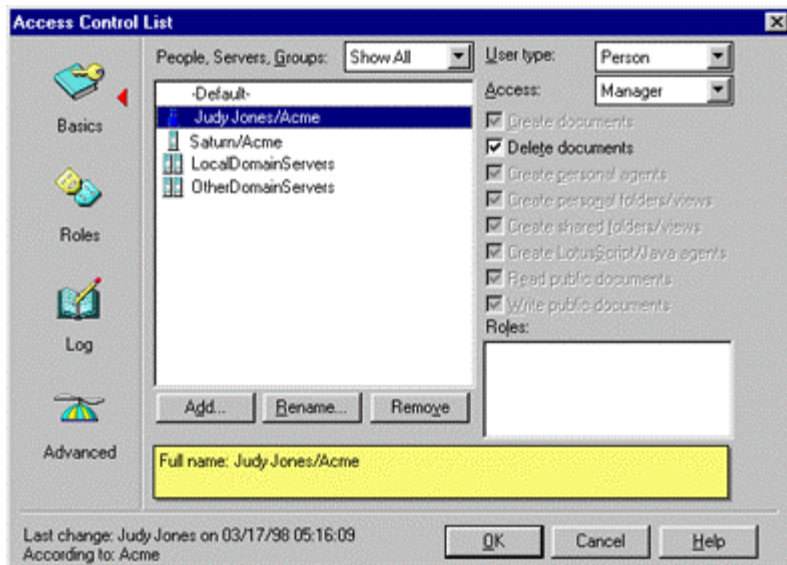 Access Control List
Basics
Roles
Log
Advanced
People, Servers, Groups: Show All
-Default-
Judy Jones/Acme
Saturn/Acme
LocalDomainServers
OtherDomainServers
Add... Rename... Remove
User type: Person
Access: Manager
Create documents
Delete documents
Create personal agents
Create personal folders/views
Create shared folders/views
Create LotusScript/Java agents
Read public documents
Write public documents
Roles:
Full name: Judy Jones/Acme
Last change: Judy Jones on 03/17/98 05:16:09
According to: Acme
OK Cancel Help